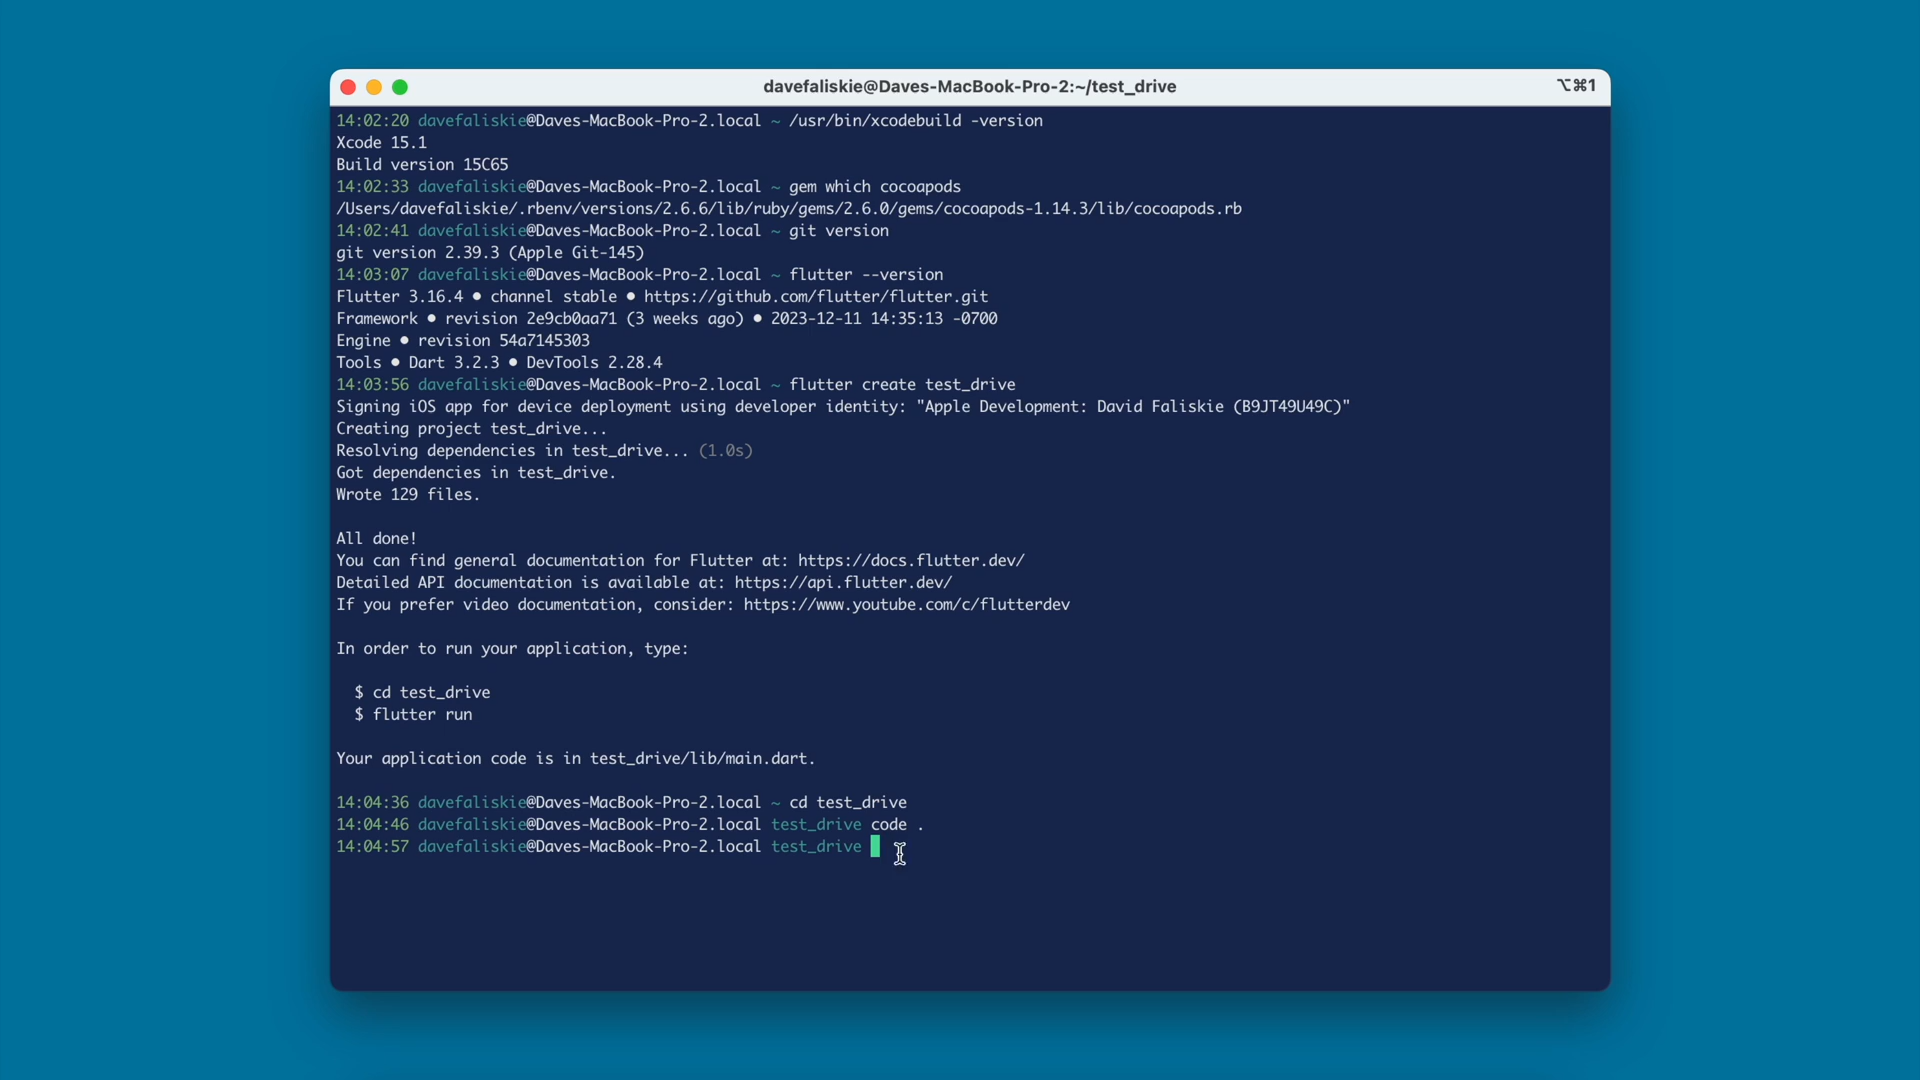 davefaliskie@Daves-MacBook-Pro-2:~/test_drive
⌥⌘1
14:02:20 davefaliskie@Daves-MacBook-Pro-2.local ~ /usr/bin/xcodebuild -version
Xcode 15.1
Build version 15C65
14:02:33 davefaliskie@Daves-MacBook-Pro-2.local ~ gem which cocoapods
/Users/davefaliskie/.rbenv/versions/2.6.6/lib/ruby/gems/2.6.0/gems/cocoapods-1.14.3/lib/cocoapods.rb
14:02:41 davefaliskie@Daves-MacBook-Pro-2.local ~ git version
git version 2.39.3 (Apple Git-145)
14:03:07 davefaliskie@Daves-MacBook-Pro-2.local ~ flutter --version
Flutter 3.16.4 • channel stable • https://github.com/flutter/flutter.git
Framework • revision 2e9cb0aa71 (3 weeks ago) • 2023-12-11 14:35:13 -0700
Engine • revision 54a7145303
Tools • Dart 3.2.3 • DevTools 2.28.4
14:03:56 davefaliskie@Daves-MacBook-Pro-2.local ~ flutter create test_drive
Signing iOS app for device deployment using developer identity: "Apple Development: David Faliskie (B9JT49U49C)"
Creating project test_drive...
Resolving dependencies in test_drive... (1.0s)
Got dependencies in test_drive.
Wrote 129 files.
All done!
You can find general documentation for Flutter at: https://docs.flutter.dev/
Detailed API documentation is available at: https://api.flutter.dev/
If you prefer video documentation, consider: https://www.youtube.com/c/flutterdev
In order to run your application, type:
$ cd test_drive
$ flutter run
Your application code is in test_drive/lib/main.dart.
14:04:36 davefaliskie@Daves-MacBook-Pro-2.local ~ cd test_drive
14:04:46 davefaliskie@Daves-MacBook-Pro-2.local test_drive code .
14:04:57 davefaliskie@Daves-MacBook-Pro-2.local test_drive